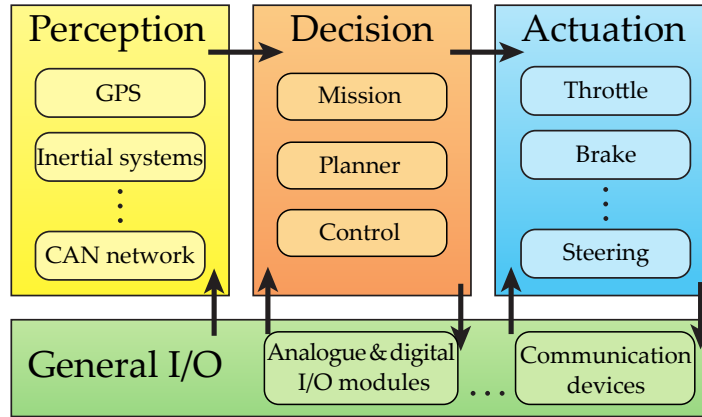 Perception
GPS
Inertial systems
CAN network
Decision
Mission
Planner
Control
Actuation
Throttle
Brake
Steering
General I/O
Analogue & digital
I/O modules
...
Communication
devices